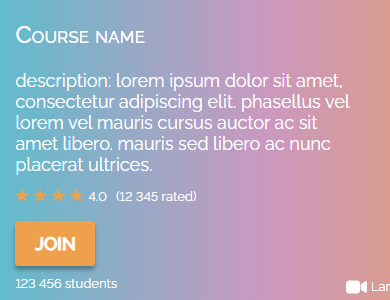 Course name
description: lorem ipsum dolor sit amet,
consectetur adipiscing elit. phasellus vel
lorem vel mauris cursus auctor ac sit
amet libero. mauris sed libero ac nunc
placerat ultrices.
4.0 (12 345 rated)
JOIN
123 456 students